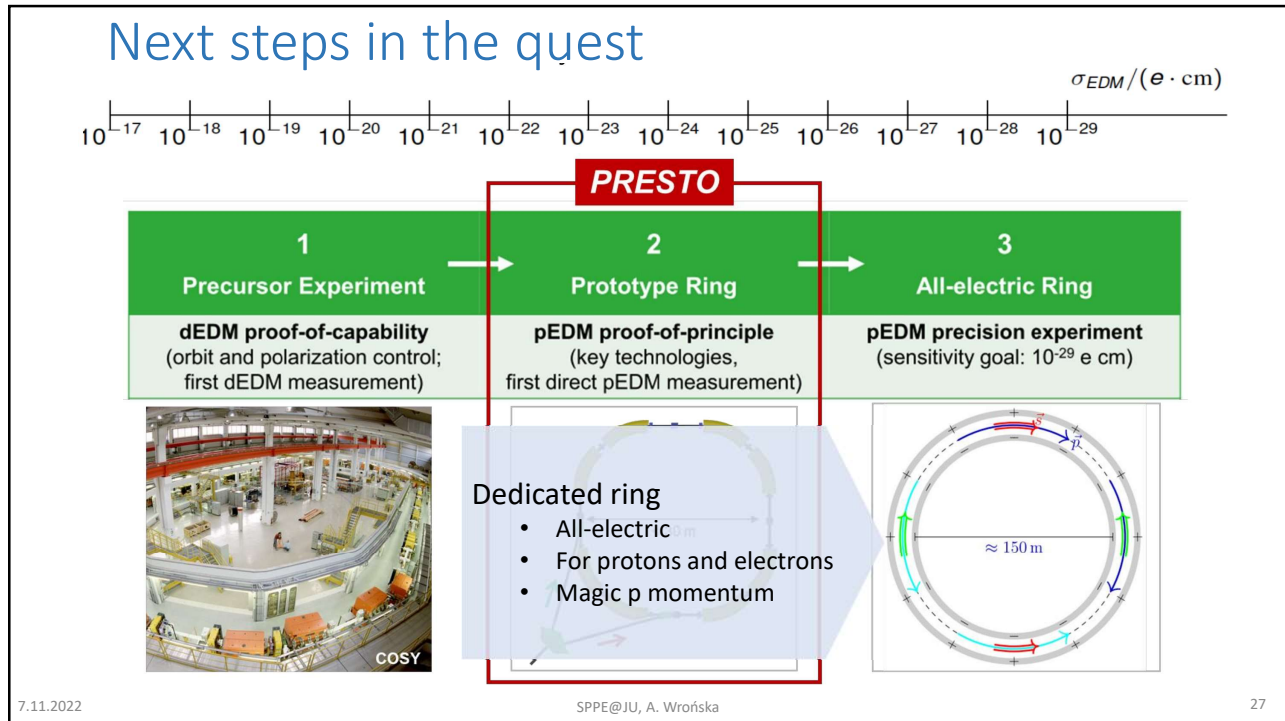 Next steps in the quest
σ_EDM/(e · cm)
10⁻¹⁷ 10⁻¹⁸ 10⁻¹⁹ 10⁻²⁰ 10⁻²¹ 10⁻²² 10⁻²³ 10⁻²⁴ 10⁻²⁵ 10⁻²⁶ 10⁻²⁷ 10⁻²⁸ 10⁻²⁹
PRESTO
1
Precursor Experiment
dEDM proof-of-capability
(orbit and polarization control;
first dEDM measurement)
2
Prototype Ring
pEDM proof-of-principle
(key technologies,
first direct pEDM measurement)
3
All-electric Ring
pEDM precision experiment
(sensitivity goal: 10⁻²⁹ e cm)
COSY
Dedicated ring
• All-electric
• For protons and electrons
• Magic p momentum
s⃗
p⃗
≈ 150 m
7.11.2022
SPPE@JU, A. Wrońska
27